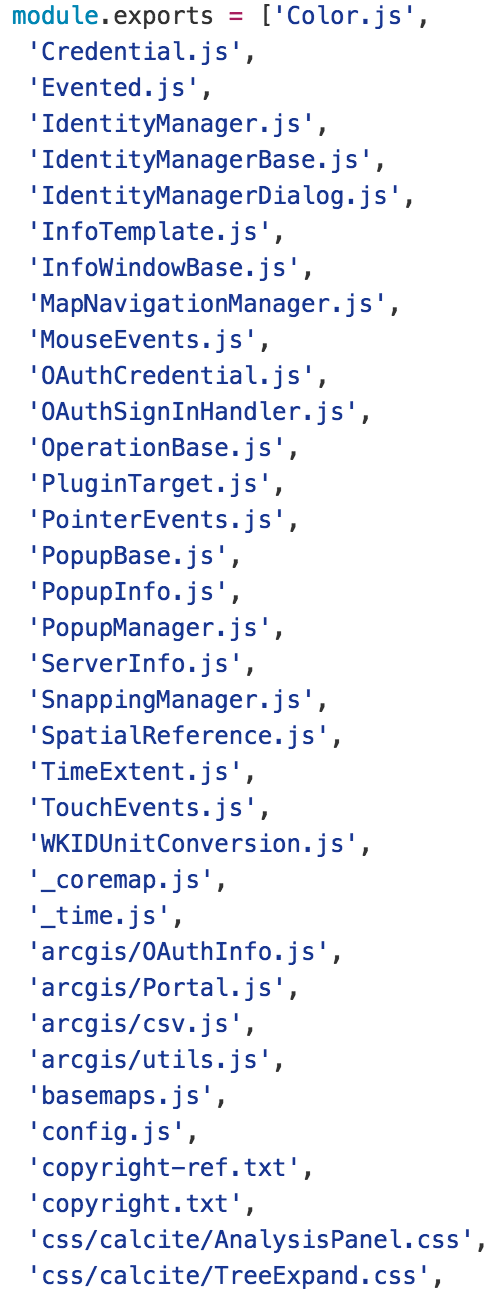 module.exports = ['Color.js',
'Credential.js',
'Evented.js',
'IdentityManager.js',
'IdentityManagerBase.js',
'IdentityManagerDialog.js',
'InfoTemplate.js',
'InfoWindowBase.js',
'MapNavigationManager.js',
'MouseEvents.js',
'OAuthCredential.js',
'OAuthSignInHandler.js',
'OperationBase.js',
'PluginTarget.js',
'PointerEvents.js',
'PopupBase.js',
'PopupInfo.js',
'PopupManager.js',
'ServerInfo.js',
'SnappingManager.js',
'SpatialReference.js',
'TimeExtent.js',
'TouchEvents.js',
'WKIDUnitConversion.js',
'_coremap.js',
'_time.js',
'arcgis/OAuthInfo.js',
'arcgis/Portal.js',
'arcgis/csv.js',
'arcgis/utils.js',
'basemaps.js',
'config.js',
'copyright-ref.txt',
'copyright.txt',
'css/calcite/AnalysisPanel.css',
'css/calcite/TreeExpand.css',